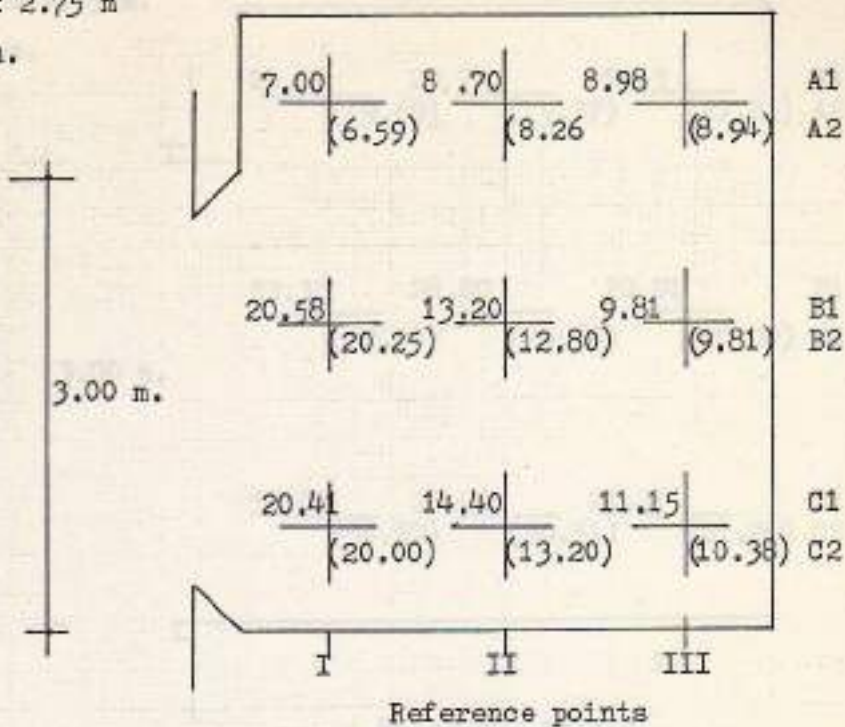 2.75 m
7.00 8 .70 8.98 A1
(6.59) (8.26 (8.94) A2
20.58 13.20 9.81 B1
(20.25) (12.80) (9.81) B2
3.00 m.
20.41 14.40 11.15 C1
(20.00) (13.20) (10.38) C2
I II III
Reference points